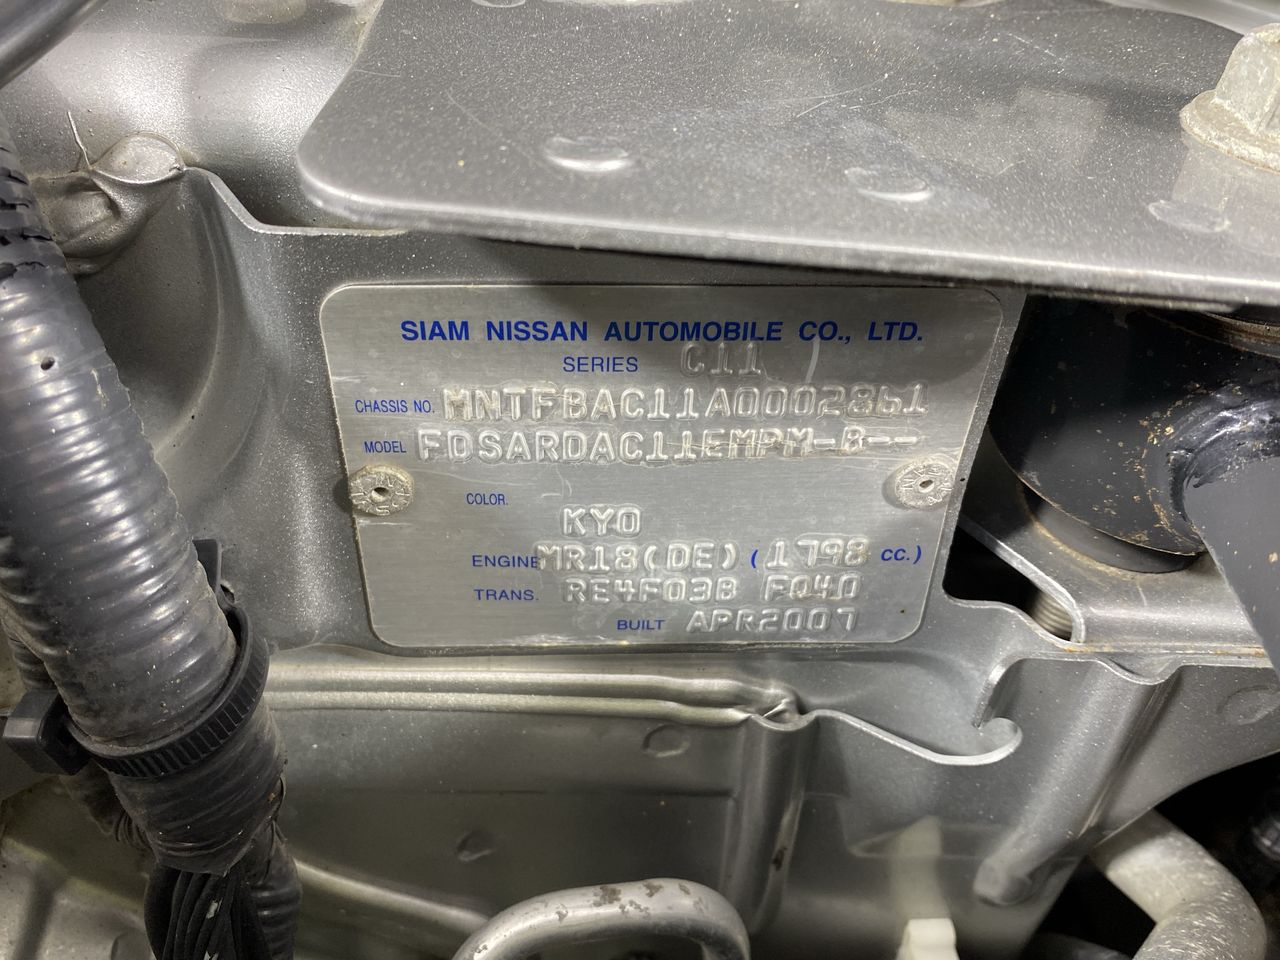 SIAM NISSAN AUTOMOBILE CO., LTD.
SERIES C11
CHASSIS NO. MNTFBAC11A0002861
MODEL FDSARDAC11EMPM-B--
COLOR.
KY0
ENGINE MR18(DE) (1798 CC.)
TRANS. RE4F03B FQ40
BUILT APR2007